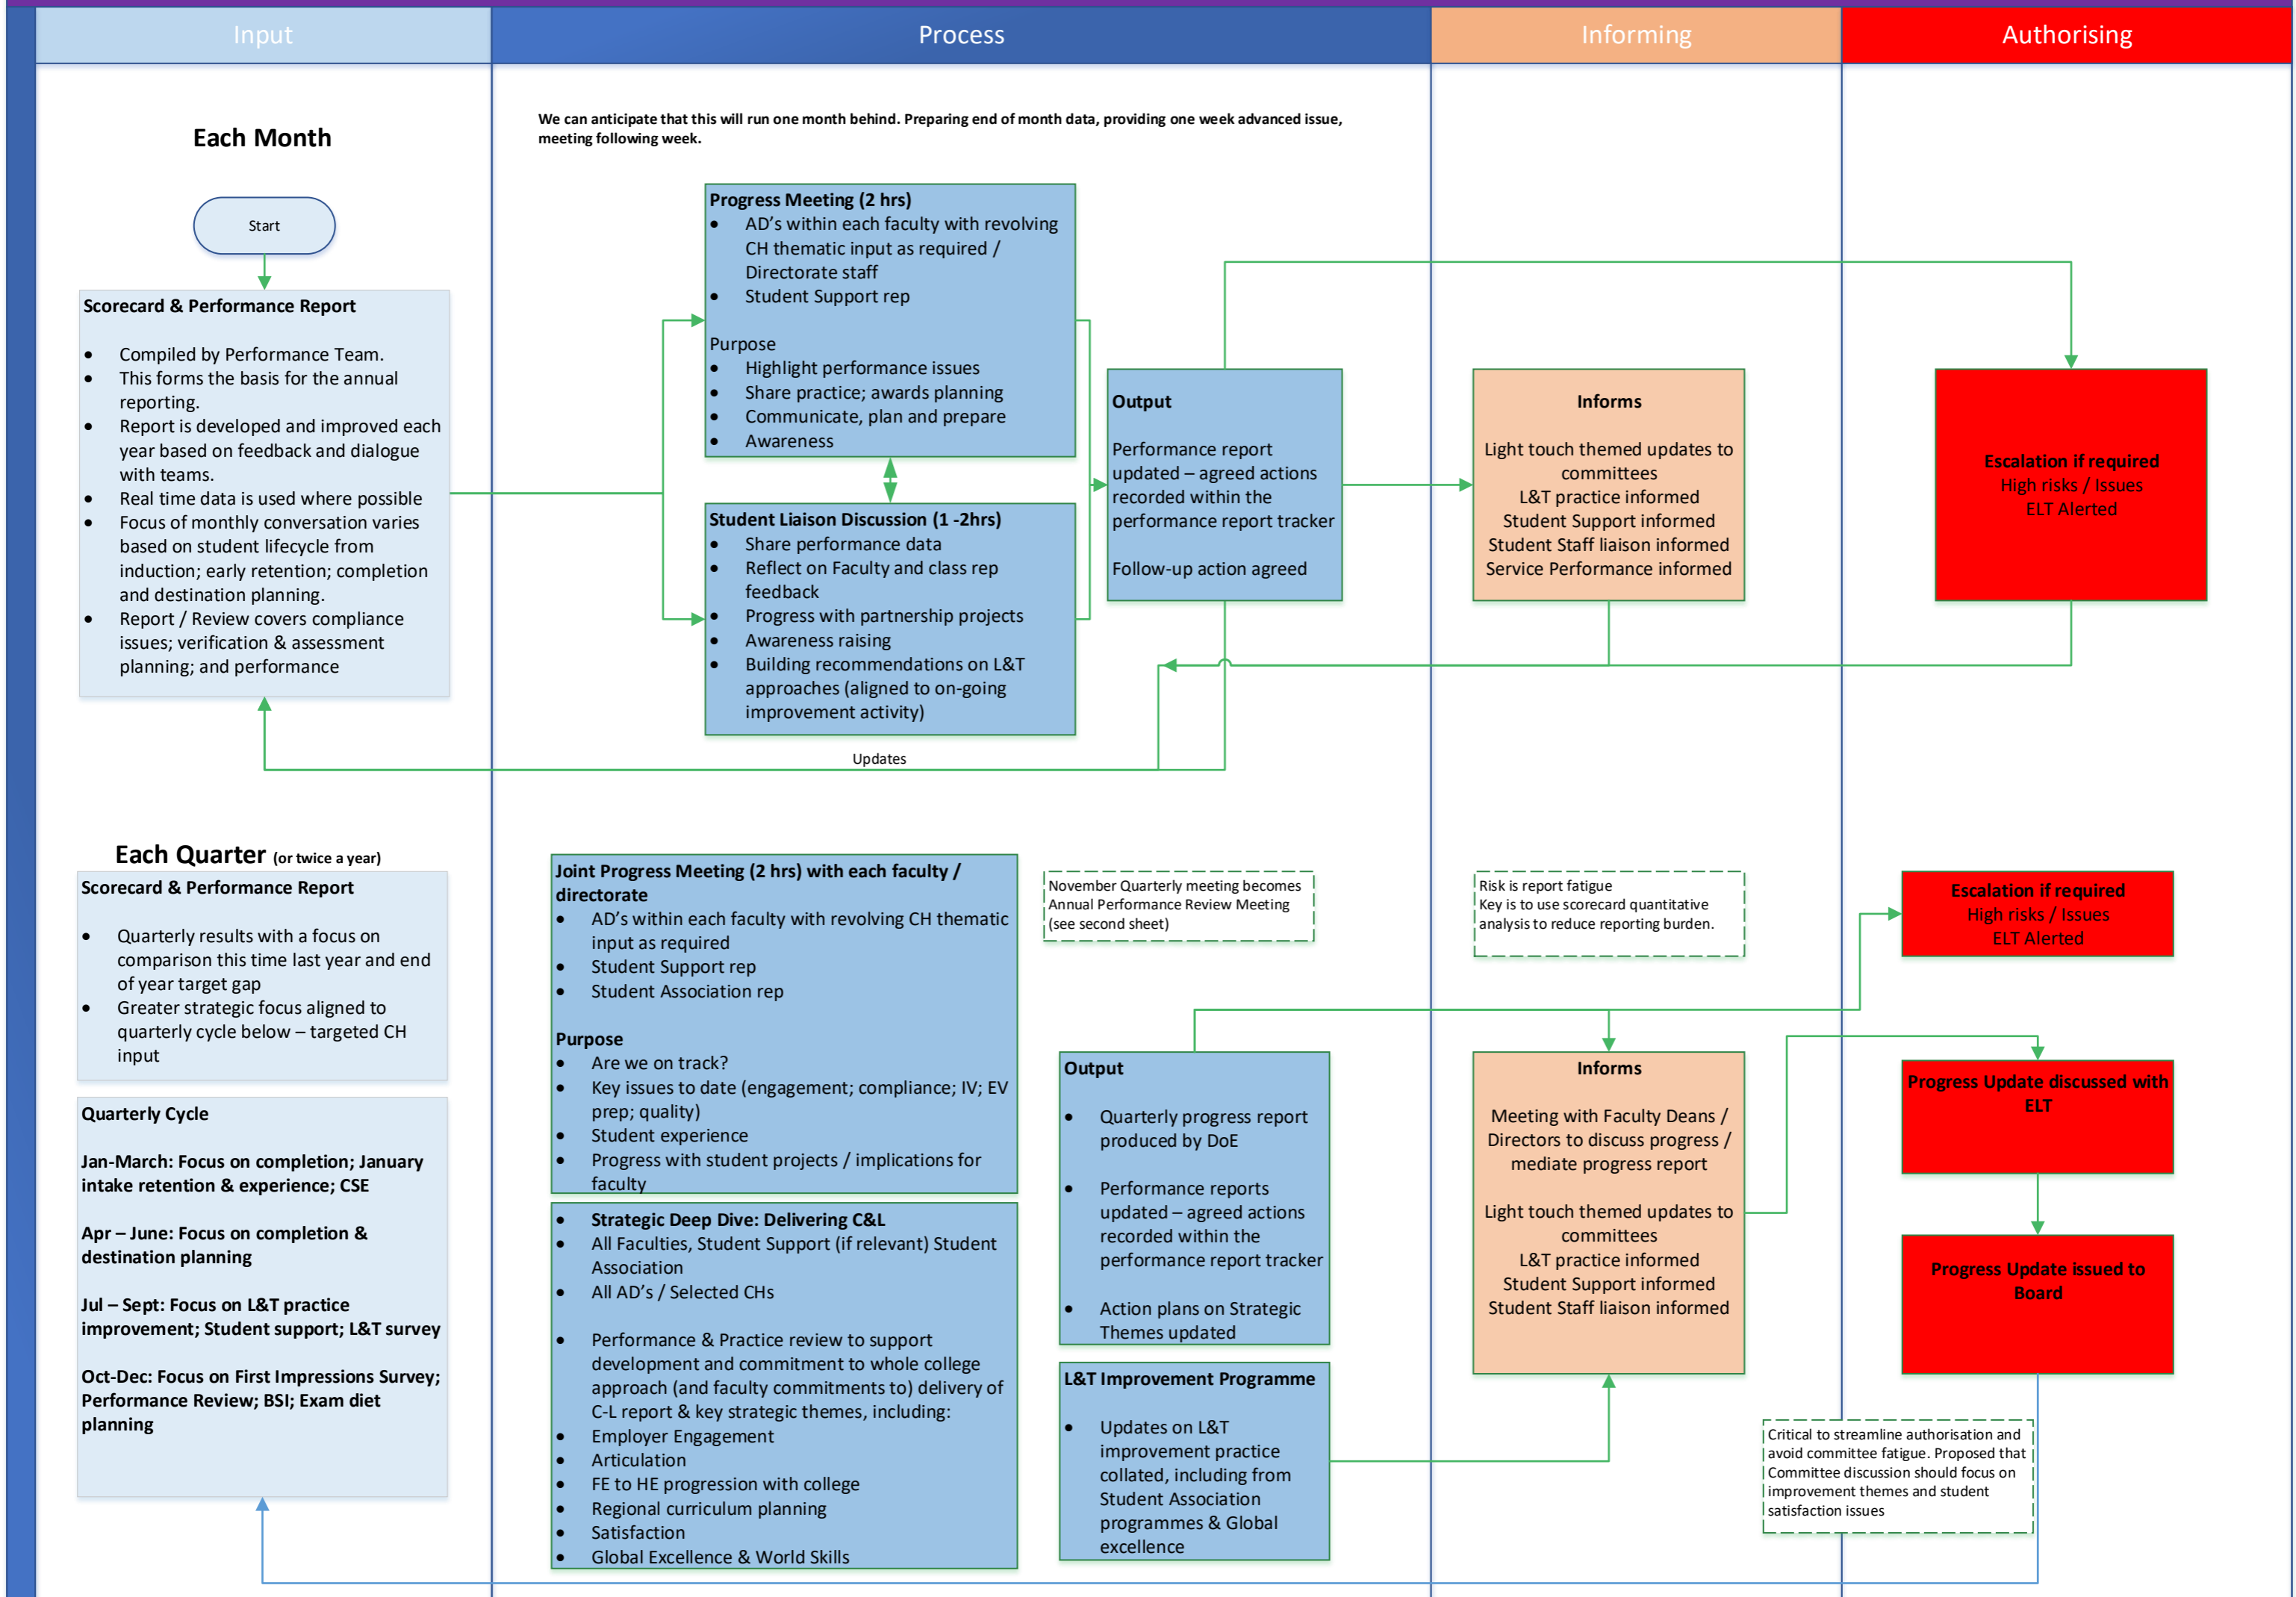 Input
Process
Informing
Authorising
Each Month
We can anticipate that this will run one month behind. Preparing end of month data, providing one week advanced issue,
meeting following week.
Start
Scorecard & Performance Report
• Compiled by Performance Team.
• This forms the basis for the annual
reporting.
• Report is developed and improved each
year based on feedback and dialogue
with teams.
• Real time data is used where possible
• Focus of monthly conversation varies
based on student lifecycle from
induction; early retention; completion
and destination planning.
• Report / Review covers compliance
issues; verification & assessment
planning; and performance
Progress Meeting (2 hrs)
• AD's within each faculty with revolving
CH thematic input as required /
Directorate staff
• Student Support rep
Purpose
• Highlight performance issues
• Share practice; awards planning
• Communicate, plan and prepare
• Awareness
Student Liaison Discussion (1 -2hrs)
• Share performance data
• Reflect on Faculty and class rep
feedback
• Progress with partnership projects
• Awareness raising
• Building recommendations on L&T
approaches (aligned to on-going
improvement activity)
Output
Performance report
updated – agreed actions
recorded within the
performance report tracker
Follow-up action agreed
Informs
Light touch themed updates to
committees
L&T practice informed
Student Support informed
Student Staff liaison informed
Service Performance informed
Escalation if required
High risks / Issues
ELT Alerted
Updates
Each Quarter (or twice a year)
Scorecard & Performance Report
• Quarterly results with a focus on
comparison this time last year and end
of year target gap
• Greater strategic focus aligned to
quarterly cycle below – targeted CH
input
Quarterly Cycle
Jan-March: Focus on completion; January
intake retention & experience; CSE
Apr – June: Focus on completion &
destination planning
Jul – Sept: Focus on L&T practice
improvement; Student support; L&T survey
Oct-Dec: Focus on First Impressions Survey;
Performance Review; BSI; Exam diet
planning
Joint Progress Meeting (2 hrs) with each faculty /
directorate
• AD's within each faculty with revolving CH thematic
input as required
• Student Support rep
• Student Association rep
Purpose
• Are we on track?
• Key issues to date (engagement; compliance; IV; EV
prep; quality)
• Student experience
• Progress with student projects / implications for
faculty
• Strategic Deep Dive: Delivering C&L
• All Faculties, Student Support (if relevant) Student
Association
• All AD's / Selected CHs
• Performance & Practice review to support
development and commitment to whole college
approach (and faculty commitments to) delivery of
C-L report & key strategic themes, including:
• Employer Engagement
• Articulation
• FE to HE progression with college
• Regional curriculum planning
• Satisfaction
• Global Excellence & World Skills
November Quarterly meeting becomes
Annual Performance Review Meeting
(see second sheet)
Output
• Quarterly progress report
produced by DoE
• Performance reports
updated – agreed actions
recorded within the
performance report tracker
• Action plans on Strategic
Themes updated
L&T Improvement Programme
• Updates on L&T
improvement practice
collated, including from
Student Association
programmes & Global
excellence
Risk is report fatigue
Key is to use scorecard quantitative
analysis to reduce reporting burden.
Informs
Meeting with Faculty Deans /
Directors to discuss progress /
mediate progress report
Light touch themed updates to
committees
L&T practice informed
Student Support informed
Student Staff liaison informed
Escalation if required
High risks / Issues
ELT Alerted
Progress Update discussed with
ELT
Progress Update issued to
Board
Critical to streamline authorisation and
avoid committee fatigue. Proposed that
Committee discussion should focus on
improvement themes and student
satisfaction issues